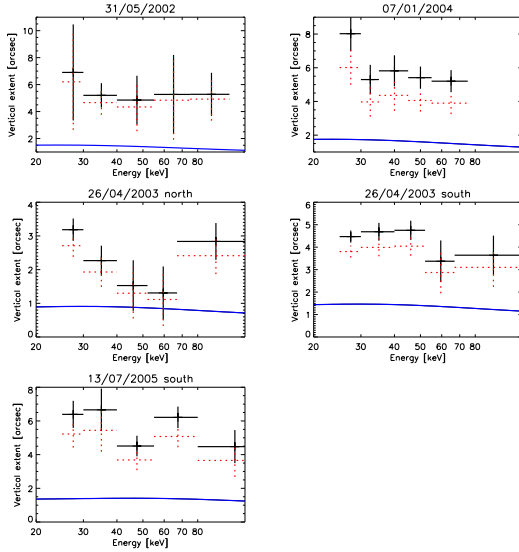 31/05/2002
Vertical extent [arcsec]
10
8
6
4
2
20 30 40 50 60 70 80
Energy [keV]
07/01/2004
Vertical extent [arcsec]
8
6
4
2
20 30 40 50 60 70 80
Energy [keV]
26/04/2003 north
Vertical extent [arcsec]
4
3
2
1
0
20 30 40 50 60 70 80
Energy [keV]
26/04/2003 south
Vertical extent [arcsec]
6
5
4
3
2
1
0
20 30 40 50 60 70 80
Energy [keV]
13/07/2005 south
Vertical extent [arcsec]
8
6
4
2
0
20 30 40 50 60 70 80
Energy [keV]